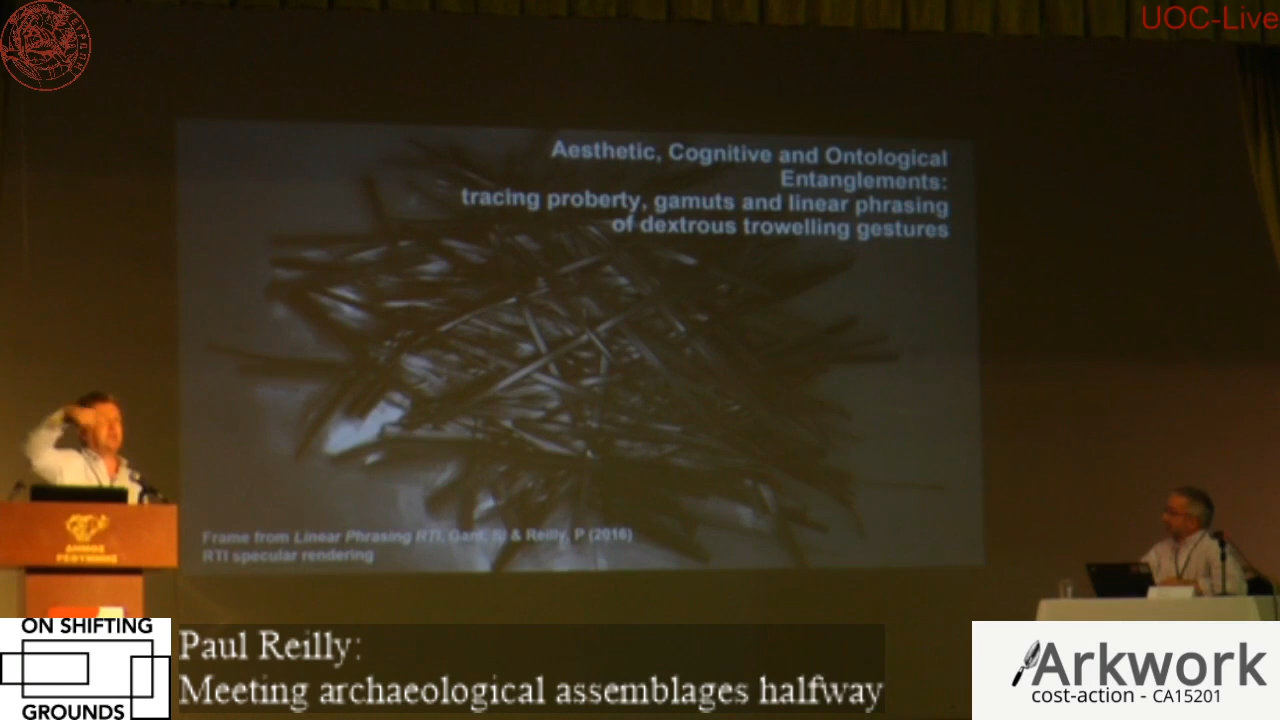 UOC-Live
Aesthetic, Cognitive and Ontological
Entanglements:
tracing proberty, gamuts and linear phrasing
of dextrous trowelling gestures
Frame from Linear Phrasing RTI, Gant, S & Reilly, P (2016)
RTI specular rendering
ΔΗΜΟΣ
ΡΕΘΥΜΝΗΣ
ON SHIFTING
GROUNDS
Paul Reilly:
Meeting archaeological assemblages halfway
Arkwork
cost-action - CA15201